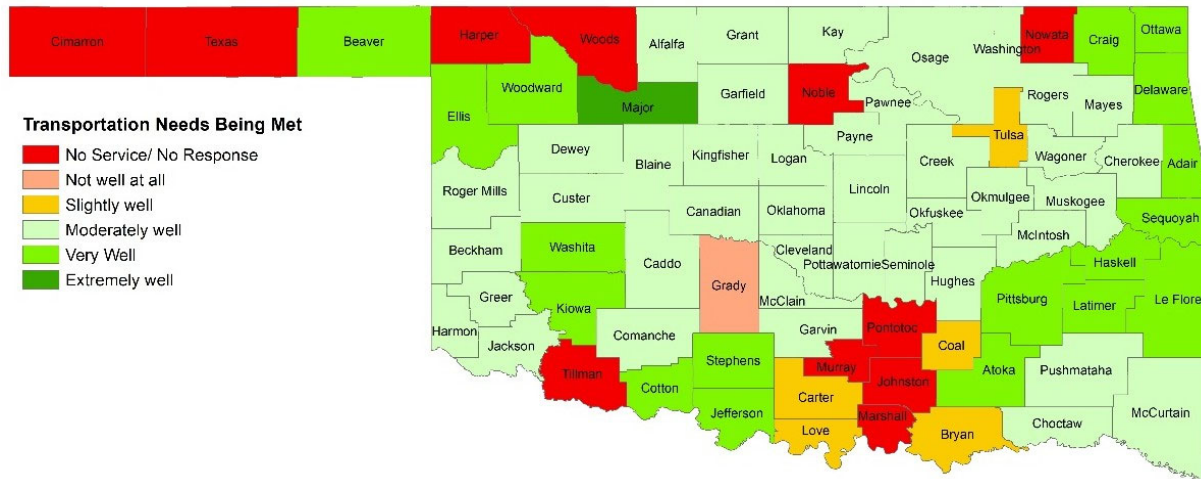 Cimarron
Texas
Beaver
Harper
Woods
Alfalfa
Grant
Kay
Osage
Washington
Nowata
Craig
Ottawa
Ellis
Woodward
Major
Garfield
Noble
Pawnee
Rogers
Mayes
Delaware
Transportation Needs Being Met
No Service/ No Response
Not well at all
Slightly well
Moderately well
Very Well
Extremely well
Dewey
Blaine
Kingfisher
Logan
Payne
Creek
Tulsa
Wagoner
Cherokee
Adair
Roger Mills
Custer
Canadian
Oklahoma
Lincoln
Okfuskee
Okmulgee
Muskogee
Sequoyah
Beckham
Washita
Caddo
Grady
Cleveland
McClain
Pottawatomie
Seminole
Hughes
McIntosh
Haskell
Pittsburg
Latimer
Le Flore
Greer
Kiowa
Harmon
Jackson
Comanche
Garvin
Pontotoc
Coal
Tillman
Cotton
Stephens
Jefferson
Murray
Carter
Johnston
Atoka
Pushmataha
McCurtain
Love
Marshall
Bryan
Choctaw